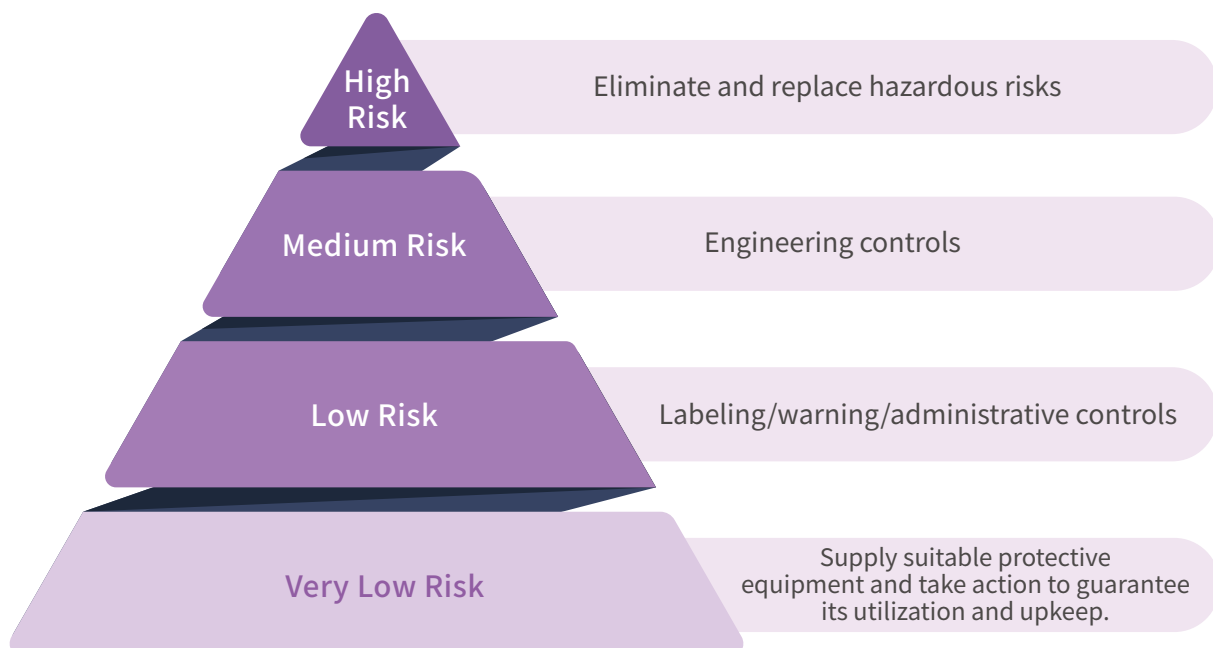 High
Risk
Eliminate and replace hazardous risks
Medium Risk
Engineering controls
Low Risk
Labeling/warning/administrative controls
Very Low Risk
Supply suitable protective
equipment and take action to guarantee
its utilization and upkeep.